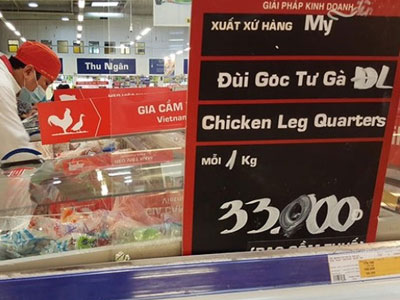 GIẢI PHÁP KINH DOANH
XUẤT XỨ HÀNG Mỹ
Thu Ngân
Đùi Góc Tư Gà ĐL
GIA CẦM
Vietnam
Chicken Leg Quarters
MỖI 1 Kg
33.000